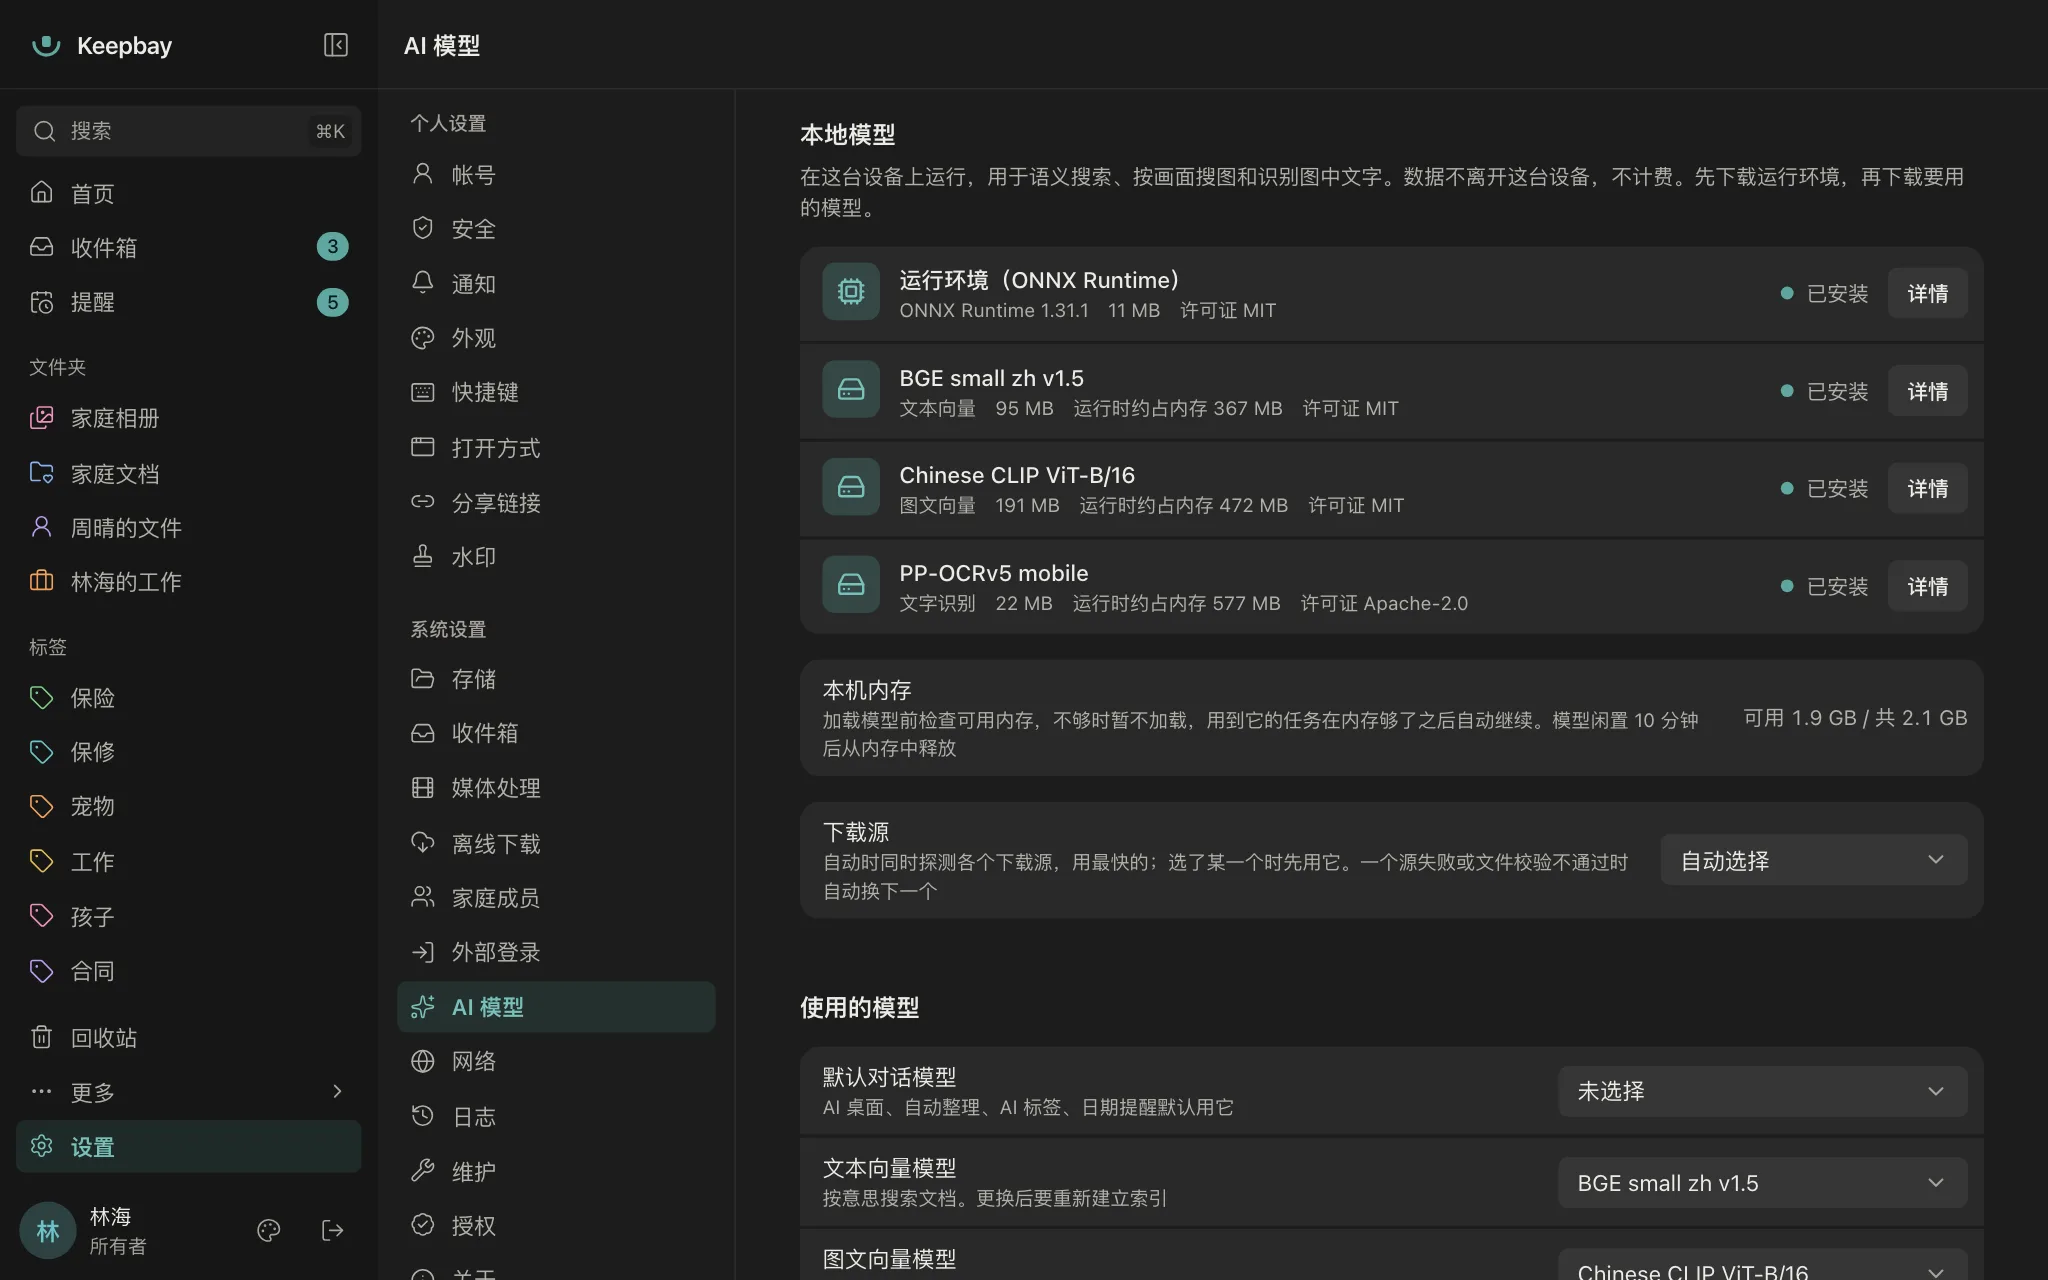 Keepbay
搜索
⌘K
首页
收件箱
3
提醒
5
文件夹
家庭相册
家庭文档
周晴的文件
林海的工作
标签
保险
保修
宠物
工作
孩子
合同
回收站
更多
设置
林
林海
所有者
AI 模型
个人设置
帐号
安全
通知
外观
快捷键
打开方式
分享链接
水印
系统设置
存储
收件箱
媒体处理
离线下载
家庭成员
外部登录
AI 模型
网络
日志
维护
授权
关于
本地模型
在这台设备上运行，用于语义搜索、按画面搜图和识别图中文字。数据不离开这台设备，不计费。先下载运行环境，再下载要用
的模型。
运行环境（ONNX Runtime）
ONNX Runtime 1.31.1 11 MB 许可证 MIT
已安装
详情
BGE small zh v1.5
文本向量 95 MB 运行时约占内存 367 MB 许可证 MIT
已安装
详情
Chinese CLIP ViT-B/16
图文向量 191 MB 运行时约占内存 472 MB 许可证 MIT
已安装
详情
PP-OCRv5 mobile
文字识别 22 MB 运行时约占内存 577 MB 许可证 Apache-2.0
已安装
详情
本机内存
加载模型前检查可用内存，不够时暂不加载，用到它的任务在内存够了之后自动继续。模型闲置 10 分钟
后从内存中释放
可用 1.9 GB / 共 2.1 GB
下载源
自动时同时探测各个下载源，用最快的；选了某一个时先用它。一个源失败或文件校验不通过时
自动换下一个
自动选择
使用的模型
默认对话模型
AI 桌面、自动整理、AI 标签、日期提醒默认用它
未选择
文本向量模型
按意思搜索文档。更换后要重新建立索引
BGE small zh v1.5
图文向量模型
Chinese CLIP ViT-B/16